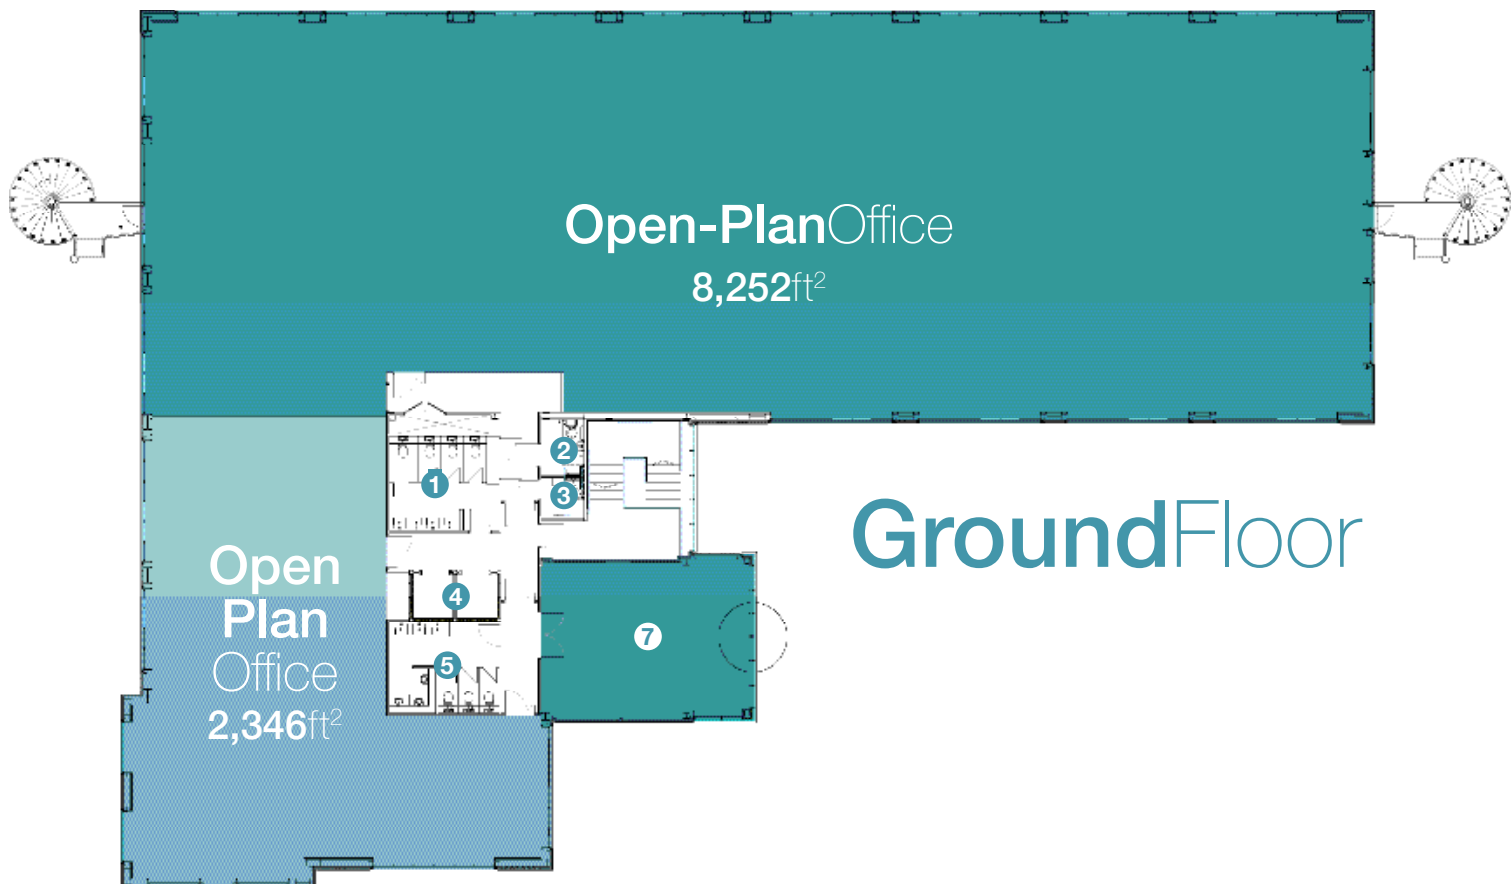 Open-PlanOffice
8,252ft²
2
1
3
GroundFloor
Open
Plan
Office
2,346ft²
4
7
5